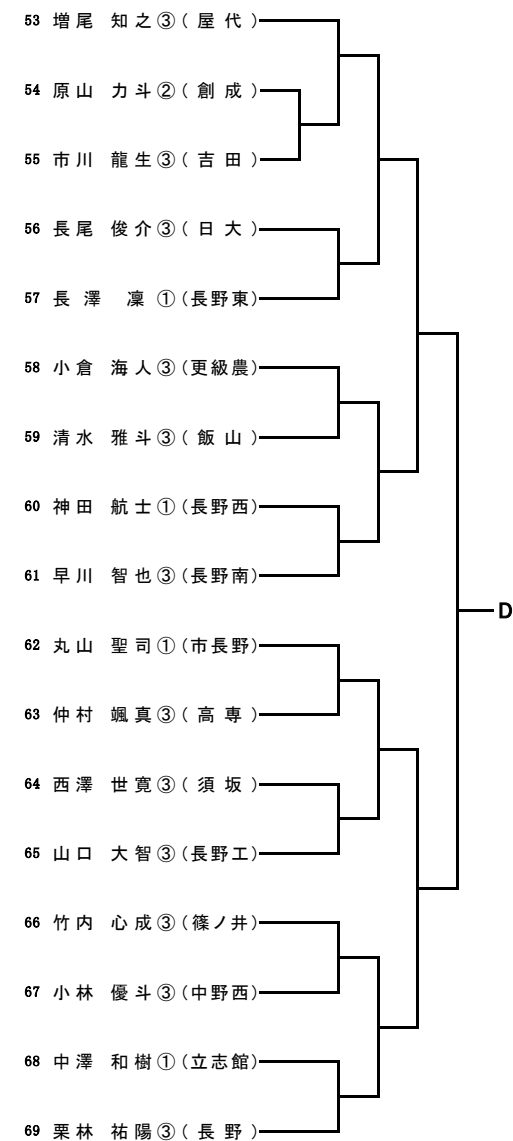 53 増尾 知之③(屋代)
54 原山 力斗②(創成)
55 市川 龍生③(吉田)
56 長尾 俊介③(日大)
57 長澤 凜①(長野東)
58 小倉 海人③(更級農)
59 清水 雅斗③(飯山)
60 神田 航士①(長野西)
61 早川 智也③(長野南)
D
62 丸山 聖司①(市長野)
63 仲村 颯真③(高専)
64 西澤 世寛③(須坂)
65 山口 大智③(長野工)
66 竹内 心成③(篠ノ井)
67 小林 優斗③(中野西)
68 中澤 和樹①(立志館)
69 栗林 祐陽③(長野)